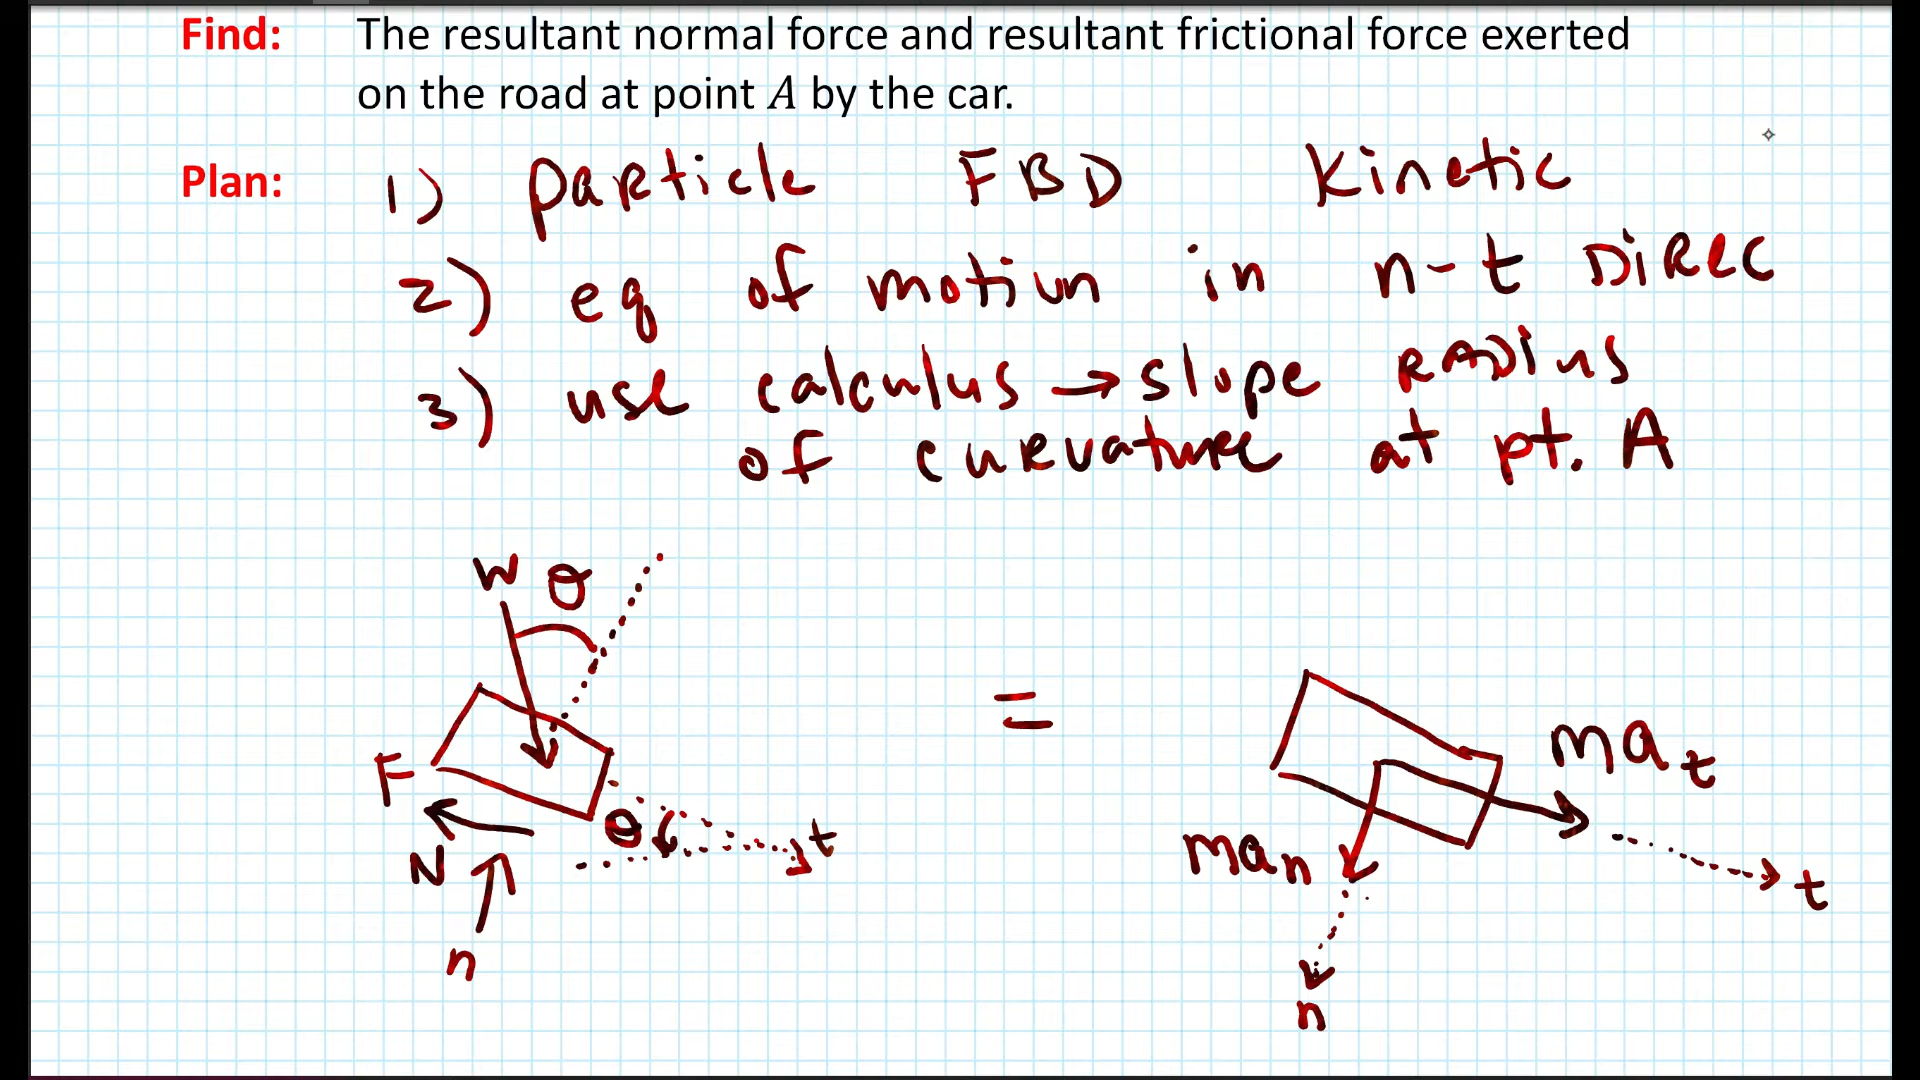 Find: The resultant normal force and resultant frictional force exerted
on the road at point A by the car.
Plan: 1) particle FBD Kinetic
2) eq of motion in n-t DiRec
3) use calculus → slope RADius
of curvature at pt. A
W θ
F
θ t
N
n
=
mat
man
t
n